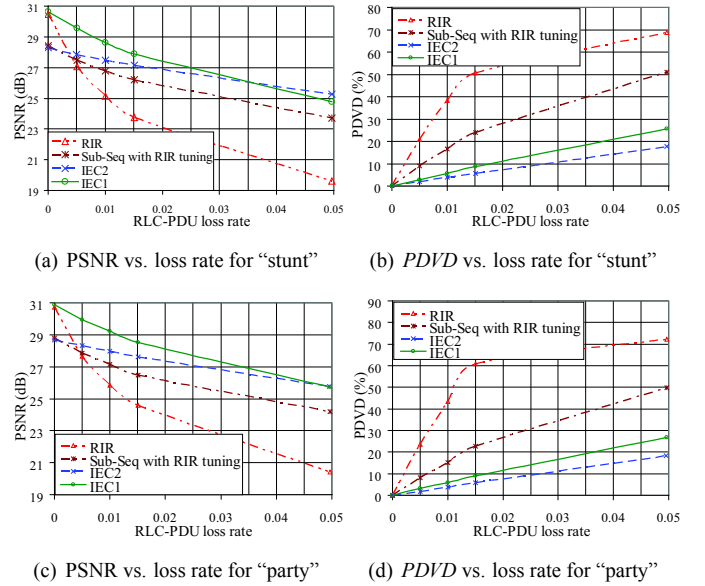 31
29
27
25
23
21
19
PSNR (dB)
RIR
Sub-Seq with RIR tuning
IEC2
IEC1
0 0.01 0.02 0.03 0.04 0.05
RLC-PDU loss rate
(a) PSNR vs. loss rate for “stunt”
90
80
70
60
50
40
30
20
10
0
PDVD (%)
RIR
Sub-Seq with RIR tuning
IEC2
IEC1
0 0.01 0.02 0.03 0.04 0.05
RLC-PDU loss rate
(b) PDVD vs. loss rate for “stunt”
31
29
27
25
23
21
19
PSNR (dB)
RIR
Sub-Seq with RIR tuning
IEC2
IEC1
0 0.01 0.02 0.03 0.04 0.05
RLC-PDU loss rate
(c) PSNR vs. loss rate for “party”
90
80
70
60
50
40
30
20
10
0
PDVD (%)
RIR
Sub-Seq with RIR tuning
IEC2
IEC1
0 0.01 0.02 0.03 0.04 0.05
RLC-PDU loss rate
(d) PDVD vs. loss rate for “party”